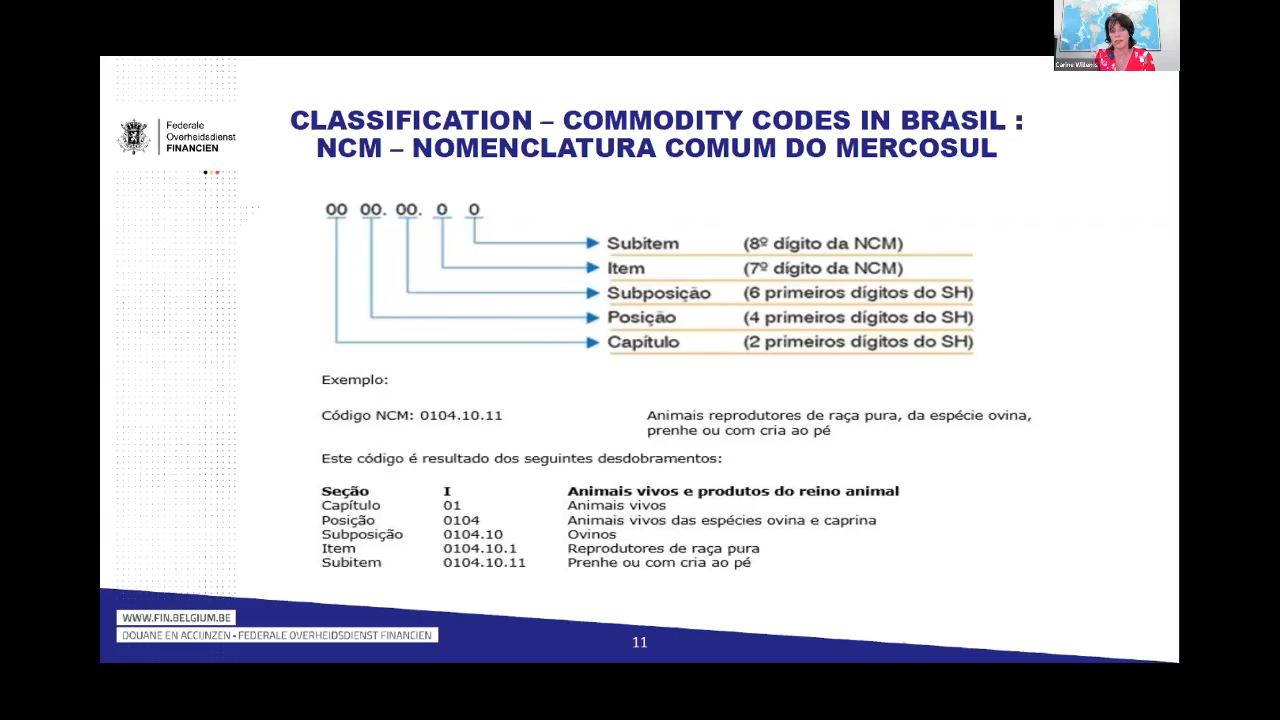 Carine Willems
Federale
Overheidsdienst
FINANCIEN
CLASSIFICATION – COMMODITY CODES IN BRASIL :
NCM – NOMENCLATURA COMUM DO MERCOSUL
00 00. 00. 0 0
Subitem (8º dígito da NCM)
Item (7º dígito da NCM)
Subposição (6 primeiros dígitos do SH)
Posição (4 primeiros dígitos do SH)
Capítulo (2 primeiros dígitos do SH)
Exemplo:
Código NCM: 0104.10.11 Animais reprodutores de raça pura, da espécie ovina,
prenhe ou com cria ao pé
Este código é resultado dos seguintes desdobramentos:
Seção I Animais vivos e produtos do reino animal
Capítulo 01 Animais vivos
Posição 0104 Animais vivos das espécies ovina e caprina
Subposição 0104.10 Ovinos
Item 0104.10.1 Reprodutores de raça pura
Subitem 0104.10.11 Prenhe ou com cria ao pé
WWW.FIN.BELGIUM.BE
DOUANE EN ACCIJNZEN • FEDERALE OVERHEIDSDIENST FINANCIEN
11